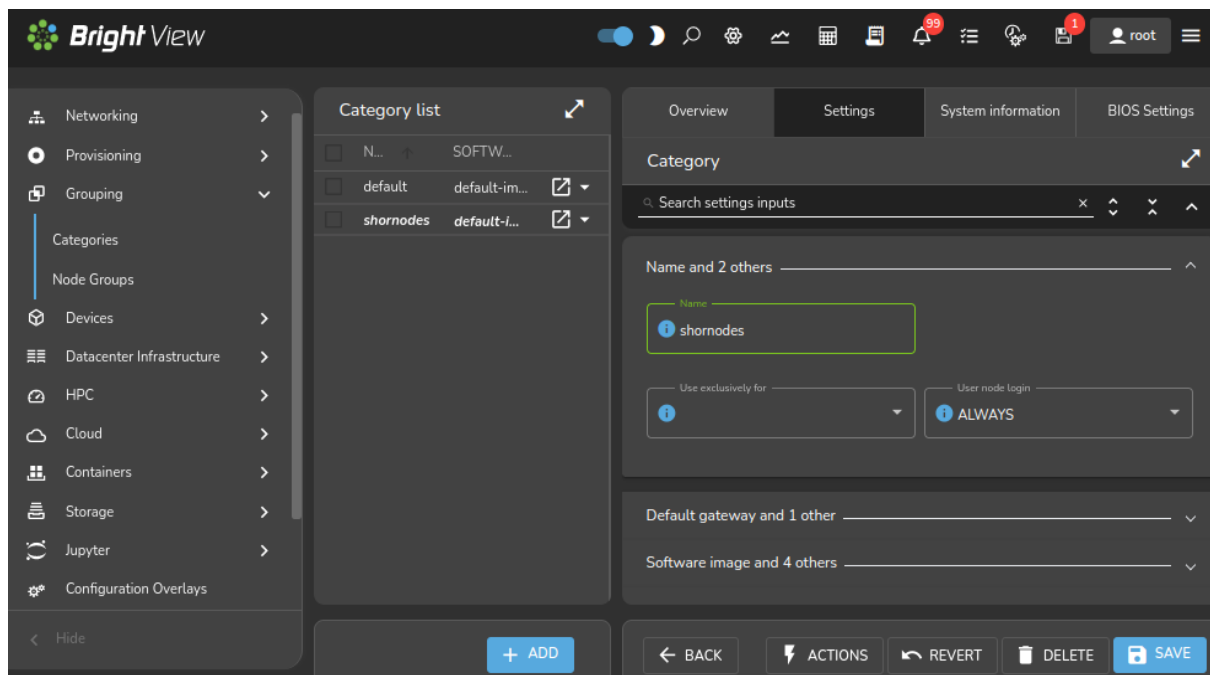 Bright View
99
1
root
Networking
Provisioning
Grouping
Categories
Node Groups
Devices
Datacenter Infrastructure
HPC
Cloud
Containers
Storage
Jupyter
Configuration Overlays
Hide
Category list
N... SOFTW...
default default-im...
shornodes default-i...
+ ADD
Overview Settings System information BIOS Settings
Category
Search settings inputs
Name and 2 others
Name
shornodes
Use exclusively for
User node login
ALWAYS
Default gateway and 1 other
Software image and 4 others
BACK ACTIONS REVERT DELETE SAVE